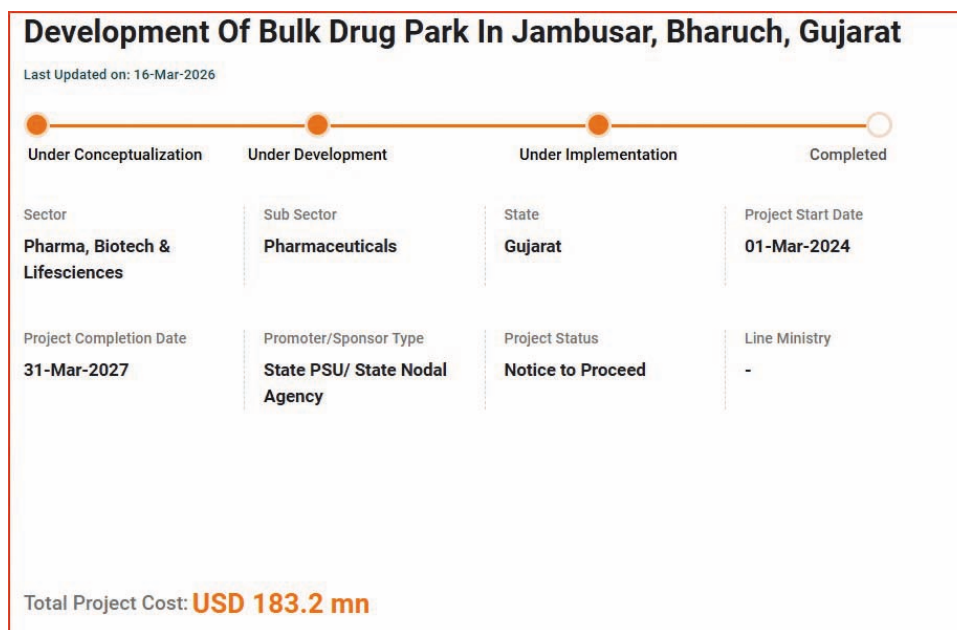 Development Of Bulk Drug Park In Jambusar, Bharuch, Gujarat
Last Updated on: 16-Mar-2026
Under Conceptualization
Under Development
Under Implementation
Completed
Sector
Pharma, Biotech &
Lifesciences
Sub Sector
Pharmaceuticals
State
Gujarat
Project Start Date
01-Mar-2024
Project Completion Date
31-Mar-2027
Promoter/Sponsor Type
State PSU/ State Nodal
Agency
Project Status
Notice to Proceed
Line Ministry
-
Total Project Cost: USD 183.2 mn